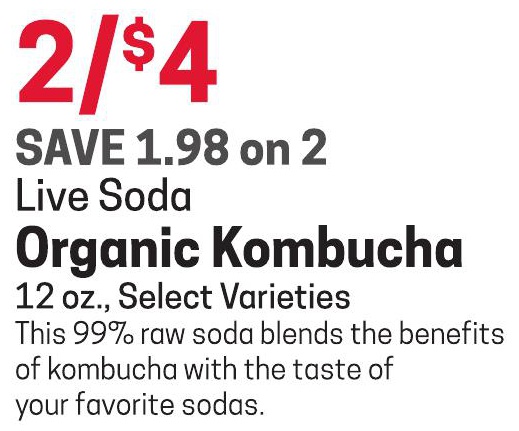 2/$4
SAVE 1.98 on 2
Live Soda
Organic Kombucha
12 oz., Select Varieties
This 99% raw soda blends the benefits
of kombucha with the taste of
your favorite sodas.